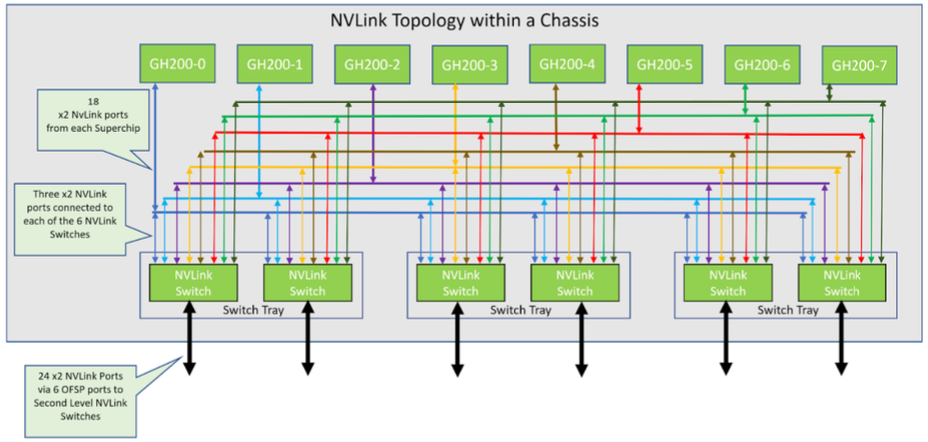 NVLink Topology within a Chassis
GH200-0
GH200-1
GH200-2
GH200-3
GH200-4
GH200-5
GH200-6
GH200-7
18
x2 NvLink ports
from each Superchip
Three x2 NVLink
ports connected to
each of the 6 NVLink
Switches
NVLink
Switch
NVLink
Switch
Switch Tray
NVLink
Switch
NVLink
Switch
Switch Tray
NVLink
Switch
NVLink
Switch
Switch Tray
24 x2 NVLink Ports
via 6 OFSP ports to
Second Level NVLink
Switches